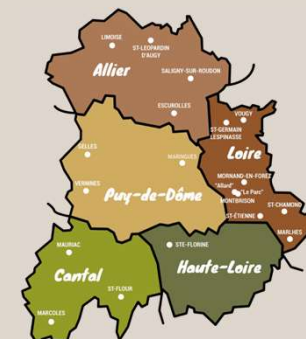 LIMOISE
ST-LEOPARDIN
D'AUGY
Allier
SALIGNY-SUR-ROUDON
ESCUROLLES
VOUGY
ST-GERMAIN
LESPINASSE
Loire
GELLES
MARINGUES
MORNAND-EN-FOREZ
"Allard"
"Le Parc"
MONTBRISON
VERNINES
Puy-de-Dôme
ST-CHAMOND
ST-ÉTIENNE
MARLHES
MAURIAC
STE-FLORINE
Cantal
Haute-Loire
ST-FLOUR
MARCOLES